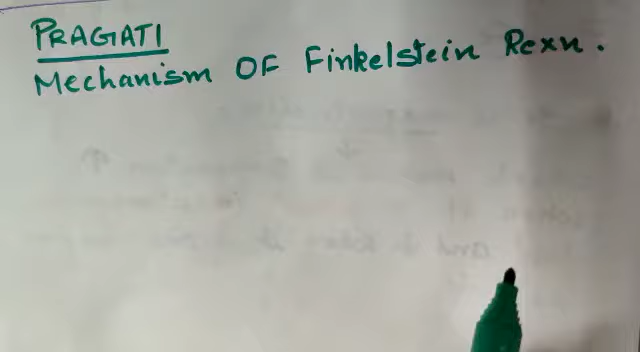 PRAGATI
Mechanism OF Finkelstein Rexn.